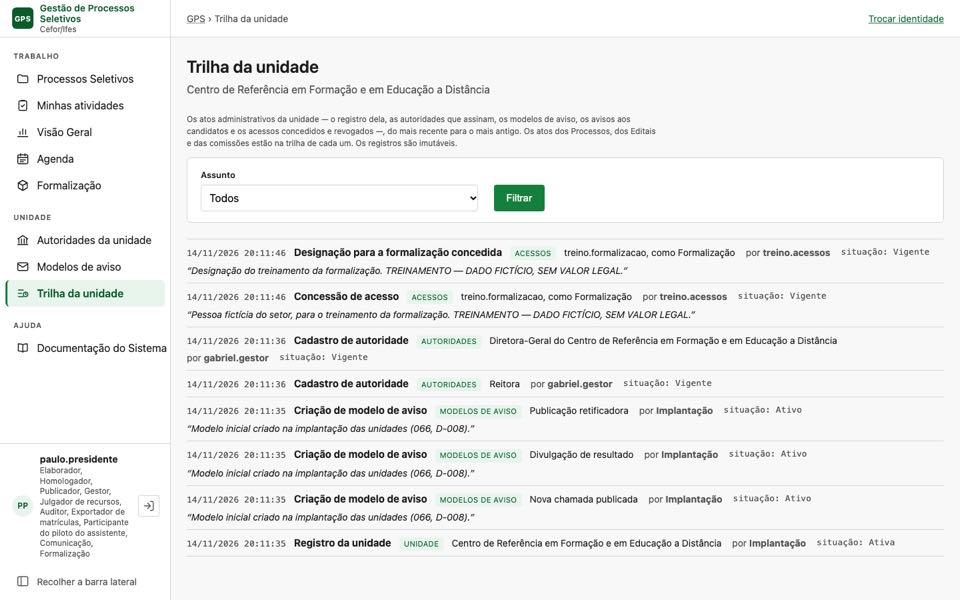 GPS
Gestão de Processos
Seletivos
Cefor/Ifes
GPS › Trilha da unidade
Trocar identidade
TRABALHO
Processos Seletivos
Minhas atividades
Visão Geral
Agenda
Formalização
UNIDADE
Autoridades da unidade
Modelos de aviso
Trilha da unidade
AJUDA
Documentação do Sistema
PP
paulo.presidente
Elaborador,
Homologador,
Publicador, Gestor,
Julgador de recursos,
Auditor, Exportador de
matrículas, Participante
do piloto do assistente,
Comunicação,
Formalização
Recolher a barra lateral
Trilha da unidade
Centro de Referência em Formação e em Educação a Distância
Os atos administrativos da unidade — o registro dela, as autoridades que assinam, os modelos de aviso, os avisos aos
candidatos e os acessos concedidos e revogados —, do mais recente para o mais antigo. Os atos dos Processos, dos Editais
e das comissões estão na trilha de cada um. Os registros são imutáveis.
Assunto
Todos
Filtrar
14/11/2026 20:11:46 Designação para a formalização concedida ACESSOS treino.formalizacao, como Formalização por treino.acessos situação: Vigente
“Designação do treinamento da formalização. TREINAMENTO — DADO FICTÍCIO, SEM VALOR LEGAL.”
14/11/2026 20:11:46 Concessão de acesso ACESSOS treino.formalizacao, como Formalização por treino.acessos situação: Vigente
“Pessoa fictícia do setor, para o treinamento da formalização. TREINAMENTO — DADO FICTÍCIO, SEM VALOR LEGAL.”
14/11/2026 20:11:36 Cadastro de autoridade AUTORIDADES Diretora-Geral do Centro de Referência em Formação e em Educação a Distância
por gabriel.gestor situação: Vigente
14/11/2026 20:11:36 Cadastro de autoridade AUTORIDADES Reitora por gabriel.gestor situação: Vigente
14/11/2026 20:11:35 Criação de modelo de aviso MODELOS DE AVISO Publicação retificadora por Implantação situação: Ativo
“Modelo inicial criado na implantação das unidades (066, D-008).”
14/11/2026 20:11:35 Criação de modelo de aviso MODELOS DE AVISO Divulgação de resultado por Implantação situação: Ativo
“Modelo inicial criado na implantação das unidades (066, D-008).”
14/11/2026 20:11:35 Criação de modelo de aviso MODELOS DE AVISO Nova chamada publicada por Implantação situação: Ativo
“Modelo inicial criado na implantação das unidades (066, D-008).”
14/11/2026 20:11:35 Registro da unidade UNIDADE Centro de Referência em Formação e em Educação a Distância por Implantação situação: Ativa